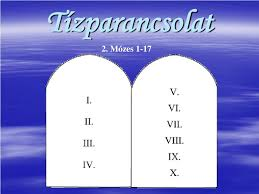 Tízparancsolat
2. Mózes 1-17
I.
II.
III.
IV.
V.
VI.
VII.
VIII.
IX.
X.